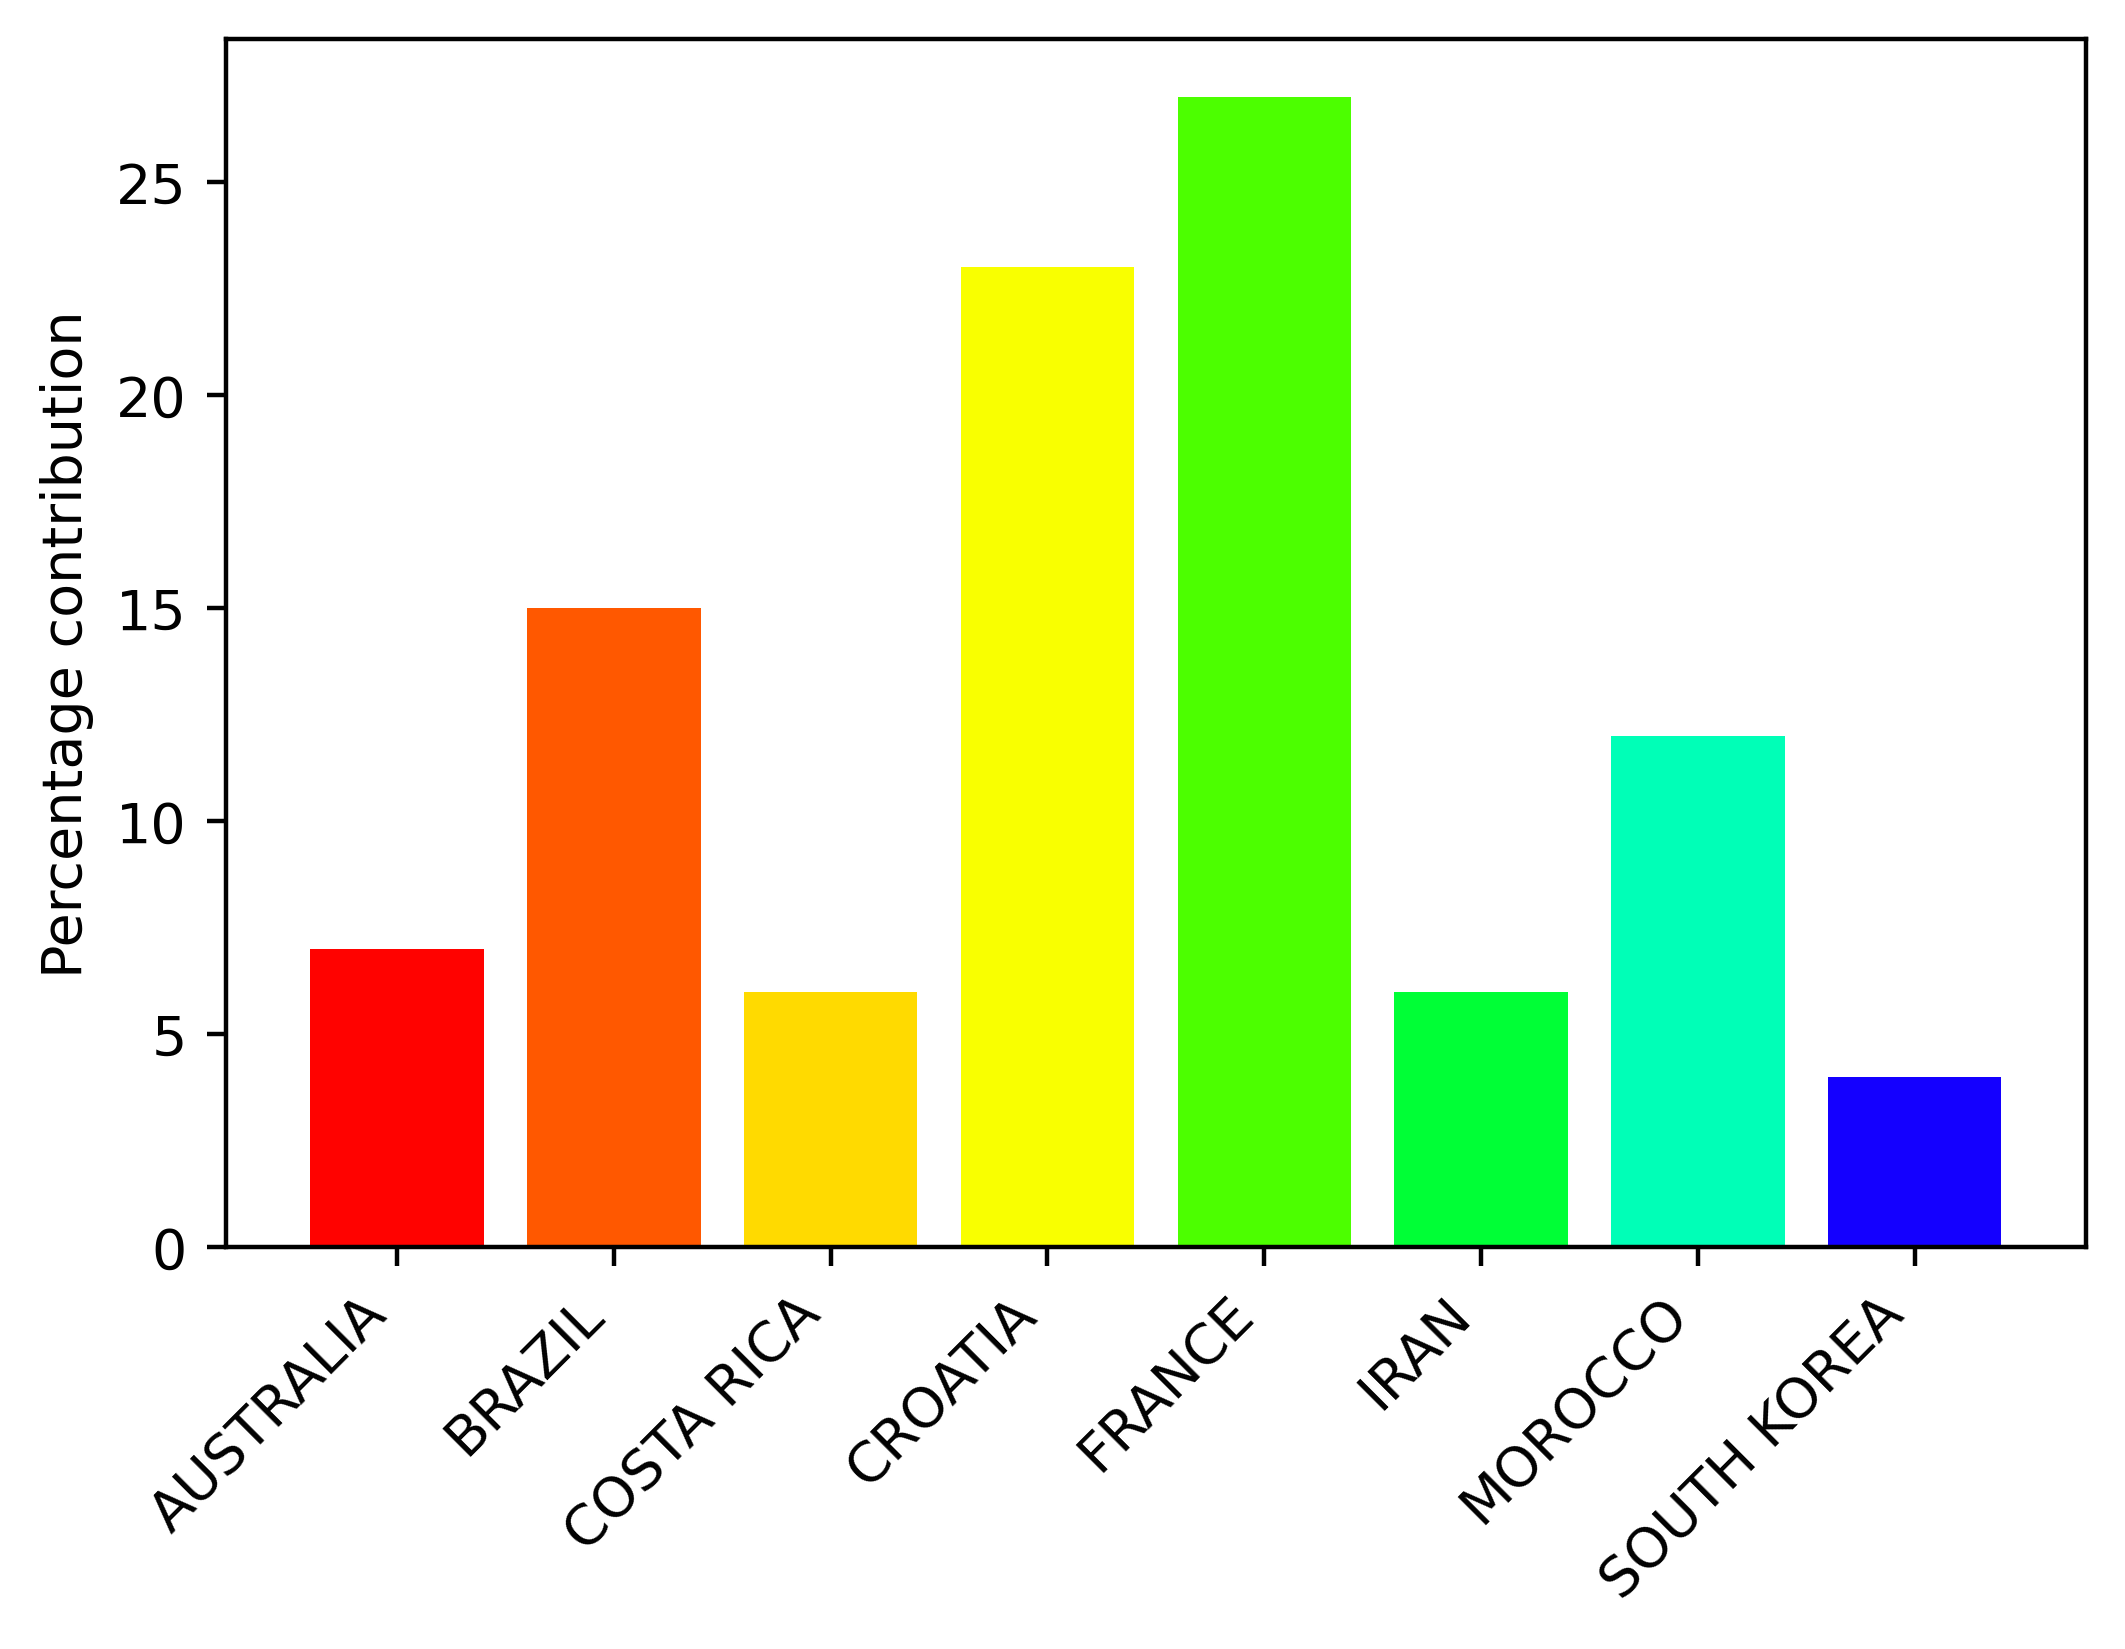 Percentage contribution
25
20
15
10
5
0
AUSTRALIA
BRAZIL
COSTA RICA
CROATIA
FRANCE
IRAN
MOROCCO
SOUTH KOREA